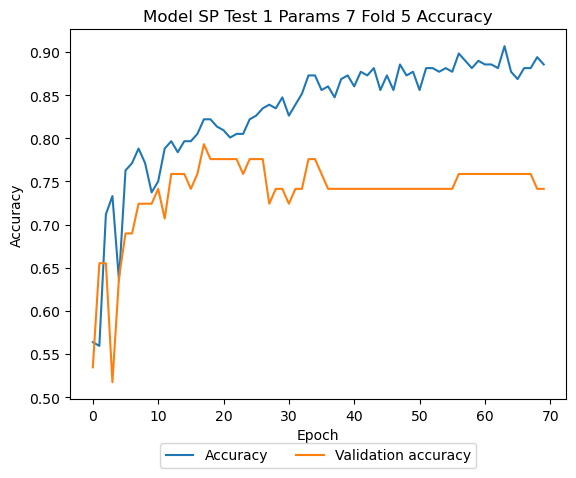 Model SP Test 1 Params 7 Fold 5 Accuracy
0.90
0.85
0.80
0.75
0.70
0.65
0.60
0.55
0.50
Accuracy
0 10 20 30 40 50 60 70
Epoch
Accuracy Validation accuracy